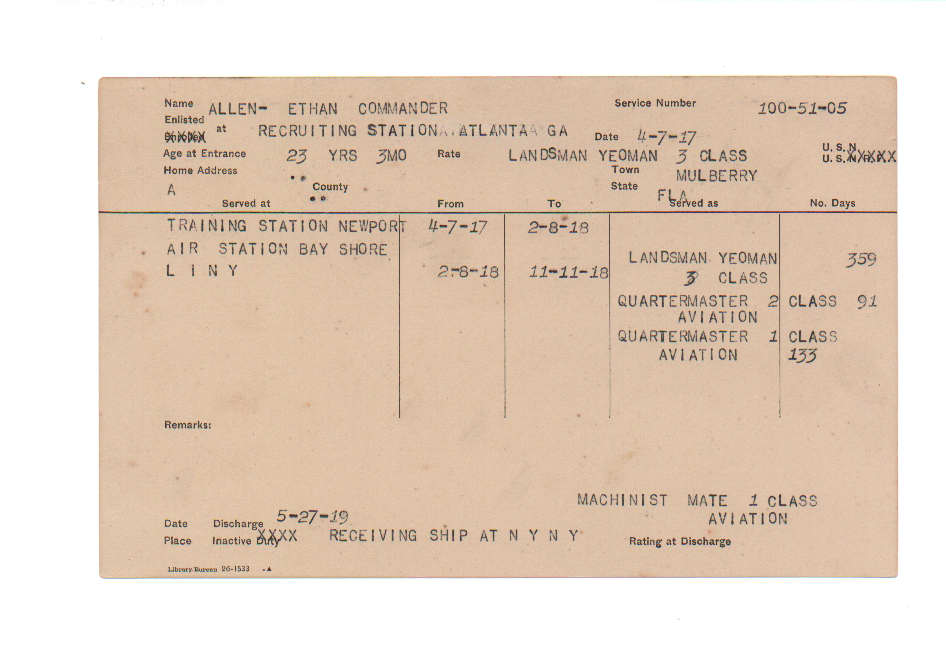 Name ALLEN- ETHAN COMMANDER Service Number 100-51-05
Enlisted
Enrolled at RECRUITING STATION. ATLANTA GA Date 4-7-17
Age at Entrance 23 YRS 3MO Rate LANDSMAN YEOMAN 3 CLASS U.S.N.
U.S.N.R.F. XXXX
Home Address Town MULBERRY
A County State FLA
Served at From To Served as No. Days
TRAINING STATION NEWPORT 4-7-17 2-8-18
AIR STATION BAY SHORE
L I N Y 2-8-18 11-11-18 LANDSMAN YEOMAN 359
3 CLASS
QUARTERMASTER 2 CLASS 91
AVIATION
QUARTERMASTER 1 CLASS
AVIATION 133
Remarks:
MACHINIST MATE 1 CLASS
AVIATION
Date Discharge 5-27-19
Place Inactive Duty XXXX RECEIVING SHIP AT N Y N Y Rating at Discharge
Library Bureau 26-1533 -A